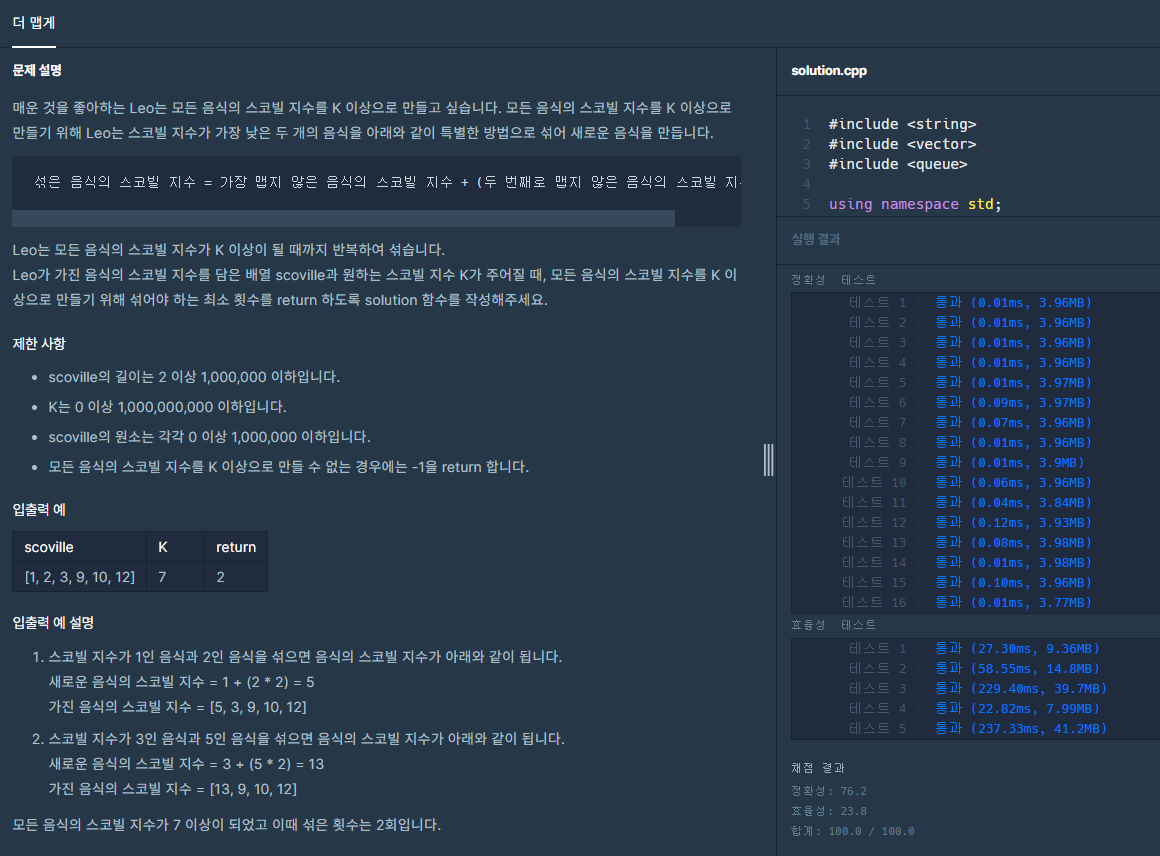 더 맵게
문제 설명
매운 것을 좋아하는 Leo는 모든 음식의 스코빌 지수를 K 이상으로 만들고 싶습니다. 모든 음식의 스코빌 지수를 K 이상으로
만들기 위해 Leo는 스코빌 지수가 가장 낮은 두 개의 음식을 아래와 같이 특별한 방법으로 섞어 새로운 음식을 만듭니다.
섞은 음식의 스코빌 지수 = 가장 맵지 않은 음식의 스코빌 지수 + (두 번째로 맵지 않은 음식의 스코빌 지
Leo는 모든 음식의 스코빌 지수가 K 이상이 될 때까지 반복하여 섞습니다.
Leo가 가진 음식의 스코빌 지수를 담은 배열 scoville과 원하는 스코빌 지수 K가 주어질 때, 모든 음식의 스코빌 지수를 K 이
상으로 만들기 위해 섞어야 하는 최소 횟수를 return 하도록 solution 함수를 작성해주세요.
제한 사항
• scoville의 길이는 2 이상 1,000,000 이하입니다.
• K는 0 이상 1,000,000,000 이하입니다.
• scoville의 원소는 각각 0 이상 1,000,000 이하입니다.
• 모든 음식의 스코빌 지수를 K 이상으로 만들 수 없는 경우에는 -1을 return 합니다.
입출력 예
scoville K return
[1, 2, 3, 9, 10, 12] 7 2
입출력 예 설명
1. 스코빌 지수가 1인 음식과 2인 음식을 섞으면 음식의 스코빌 지수가 아래와 같이 됩니다.
새로운 음식의 스코빌 지수 = 1 + (2 * 2) = 5
가진 음식의 스코빌 지수 = [5, 3, 9, 10, 12]
2. 스코빌 지수가 3인 음식과 5인 음식을 섞으면 음식의 스코빌 지수가 아래와 같이 됩니다.
새로운 음식의 스코빌 지수 = 3 + (5 * 2) = 13
가진 음식의 스코빌 지수 = [13, 9, 10, 12]
모든 음식의 스코빌 지수가 7 이상이 되었고 이때 섞은 횟수는 2회입니다.
solution.cpp
1 #include <string>
2 #include <vector>
3 #include <queue>
4
5 using namespace std;
실행 결과
정확성 테스트
테스트 1 〉 통과 (0.01ms, 3.96MB)
테스트 2 〉 통과 (0.01ms, 3.96MB)
테스트 3 〉 통과 (0.01ms, 3.96MB)
테스트 4 〉 통과 (0.01ms, 3.96MB)
테스트 5 〉 통과 (0.01ms, 3.97MB)
테스트 6 〉 통과 (0.09ms, 3.97MB)
테스트 7 〉 통과 (0.07ms, 3.96MB)
테스트 8 〉 통과 (0.01ms, 3.96MB)
테스트 9 〉 통과 (0.01ms, 3.9MB)
테스트 10 〉 통과 (0.06ms, 3.96MB)
테스트 11 〉 통과 (0.04ms, 3.84MB)
테스트 12 〉 통과 (0.12ms, 3.93MB)
테스트 13 〉 통과 (0.08ms, 3.98MB)
테스트 14 〉 통과 (0.01ms, 3.98MB)
테스트 15 〉 통과 (0.10ms, 3.96MB)
테스트 16 〉 통과 (0.01ms, 3.77MB)
효율성 테스트
테스트 1 〉 통과 (27.30ms, 9.36MB)
테스트 2 〉 통과 (58.55ms, 14.8MB)
테스트 3 〉 통과 (229.40ms, 39.7MB)
테스트 4 〉 통과 (22.82ms, 7.99MB)
테스트 5 〉 통과 (237.33ms, 41.2MB)
채점 결과
정확성: 76.2
효율성: 23.8
합계: 100.0 / 100.0